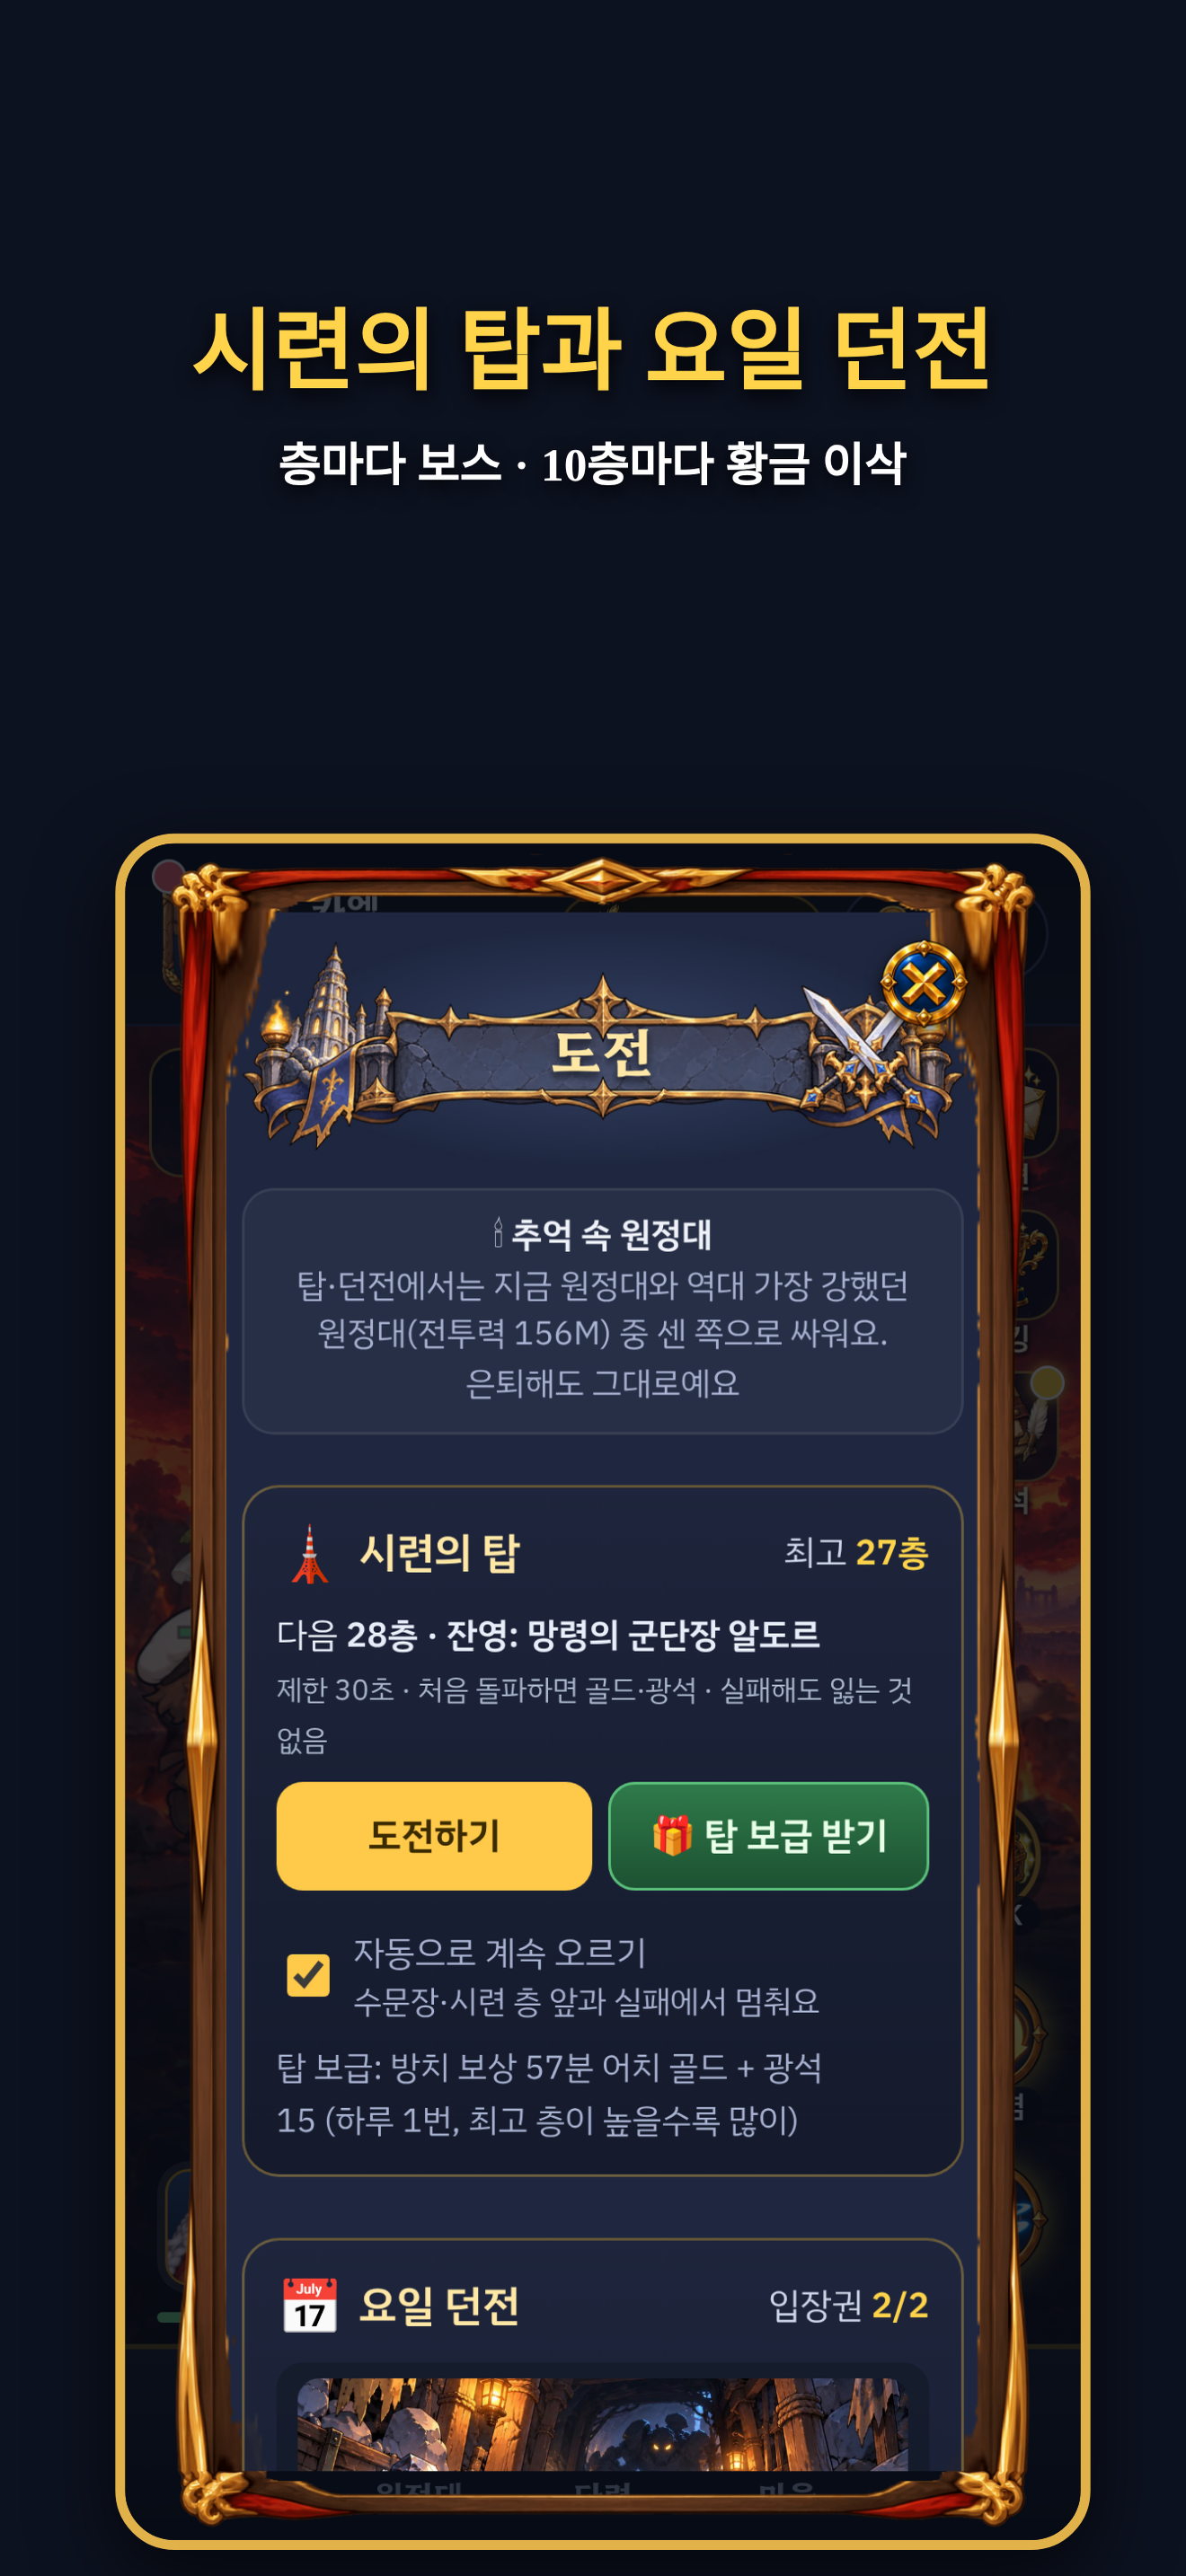 시련의 탑과 요일 던전
층마다 보스 · 10층마다 황금 이삭
카엘
도전
추억 속 원정대
탑·던전에서는 지금 원정대와 역대 가장 강했던
원정대(전투력 156M) 중 센 쪽으로 싸워요.
은퇴해도 그대로예요
시련의 탑
최고 27층
다음 28층 · 잔영: 망령의 군단장 알도르
제한 30초 · 처음 돌파하면 골드·광석 · 실패해도 잃는 것
없음
도전하기
탑 보급 받기
자동으로 계속 오르기
수문장·시련 층 앞과 실패에서 멈춰요
탑 보급: 방치 보상 57분 어치 골드 + 광석
15 (하루 1번, 최고 층이 높을수록 많이)
July
17
요일 던전
입장권 2/2
원정대
마을